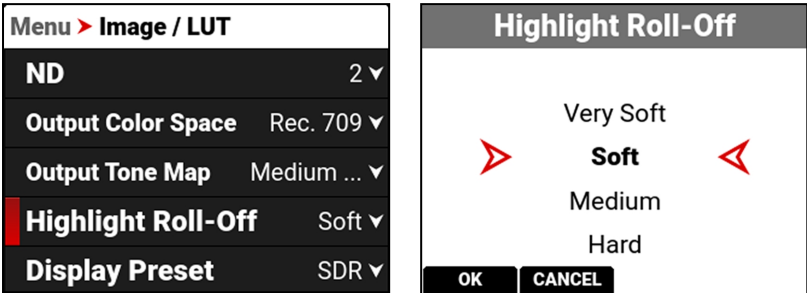 Menu > Image / LUT
ND 2
Output Color Space Rec. 709
Output Tone Map Medium ...
Highlight Roll-Off Soft
Display Preset SDR
Highlight Roll-Off
Very Soft
Soft
Medium
Hard
OK CANCEL